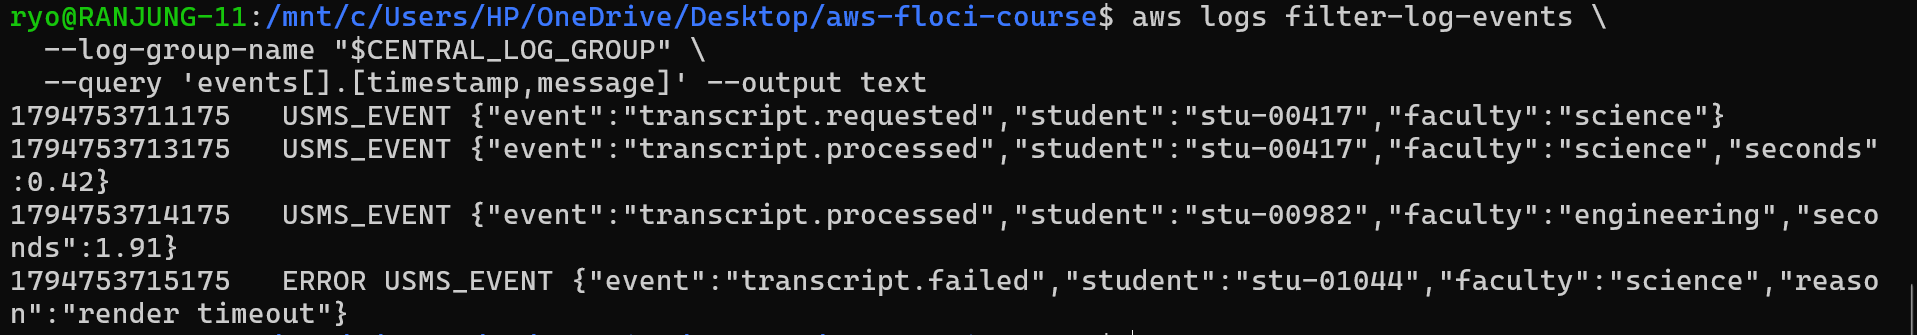 ryo@RANJUNG-11:/mnt/c/Users/HP/OneDrive/Desktop/aws-floci-course$ aws logs filter-log-events \
  --log-group-name "$CENTRAL_LOG_GROUP" \
  --query 'events[].[timestamp,message]' --output text
1794753711175   USMS_EVENT {"event":"transcript.requested","student":"stu-00417","faculty":"science"}
1794753713175   USMS_EVENT {"event":"transcript.processed","student":"stu-00417","faculty":"science","seconds"
:0.42}
1794753714175   USMS_EVENT {"event":"transcript.processed","student":"stu-00982","faculty":"engineering","seco
nds":1.91}
1794753715175   ERROR USMS_EVENT {"event":"transcript.failed","student":"stu-01044","faculty":"science","reaso
n":"render timeout"}